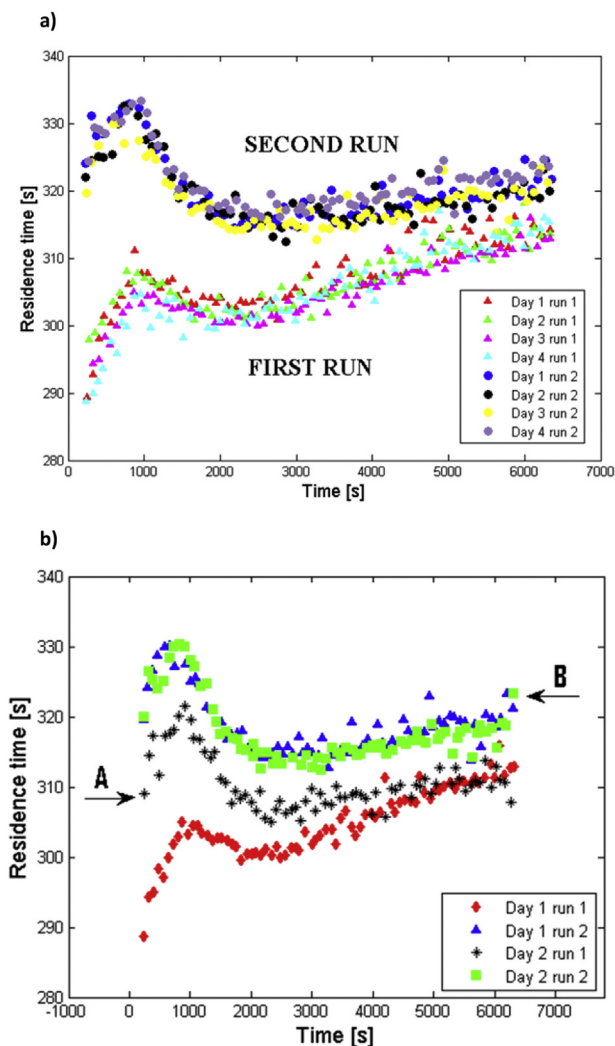 a)
340
330
320
310
300
290
280
Residence time [s]
SECOND RUN
FIRST RUN
Day 1 run 1
Day 2 run 1
Day 3 run 1
Day 4 run 1
Day 1 run 2
Day 2 run 2
Day 3 run 2
Day 4 run 2
0 1000 2000 3000 4000 5000 6000 7000
Time [s]
b)
340
330
320
310
300
290
280
Residence time [s]
A
B
Day 1 run 1
Day 1 run 2
Day 2 run 1
Day 2 run 2
-1000 0 1000 2000 3000 4000 5000 6000 7000 8000
Time [s]